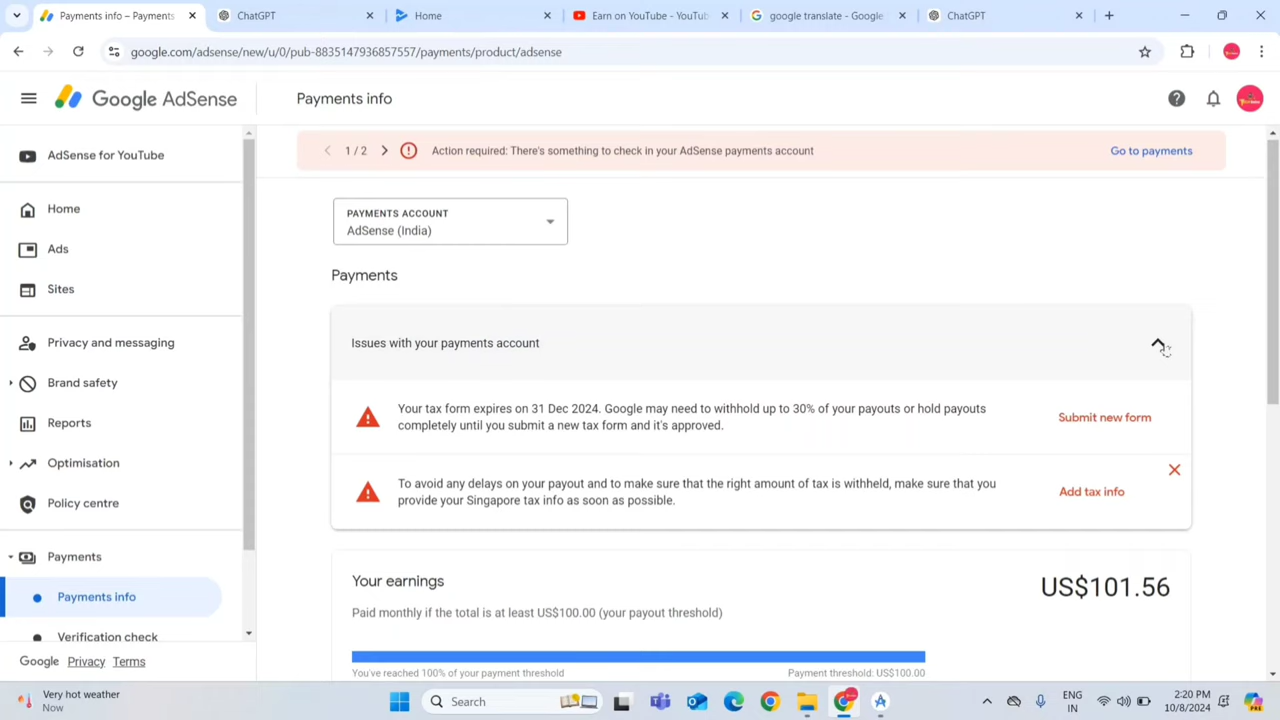 Payments info – Payments
ChatGPT
Home
Earn on YouTube - YouTub
google translate - Google
ChatGPT
google.com/adsense/new/u/0/pub-8835147936857557/payments/product/adsense
Google AdSense
Payments info
AdSense for YouTube
Home
Ads
Sites
Privacy and messaging
Brand safety
Reports
Optimisation
Policy centre
Payments
Payments info
Verification check
Google Privacy Terms
1 / 2
Action required: There's something to check in your AdSense payments account
Go to payments
PAYMENTS ACCOUNT
AdSense (India)
Payments
Issues with your payments account
Your tax form expires on 31 Dec 2024. Google may need to withhold up to 30% of your payouts or hold payouts
completely until you submit a new tax form and it's approved.
Submit new form
To avoid any delays on your payout and to make sure that the right amount of tax is withheld, make sure that you
provide your Singapore tax info as soon as possible.
Add tax info
Your earnings
US$101.56
Paid monthly if the total is at least US$100.00 (your payout threshold)
You've reached 100% of your payment threshold
Payment threshold: US$100.00
Very hot weather
Now
Search
ENG
IN
2:20 PM
10/8/2024